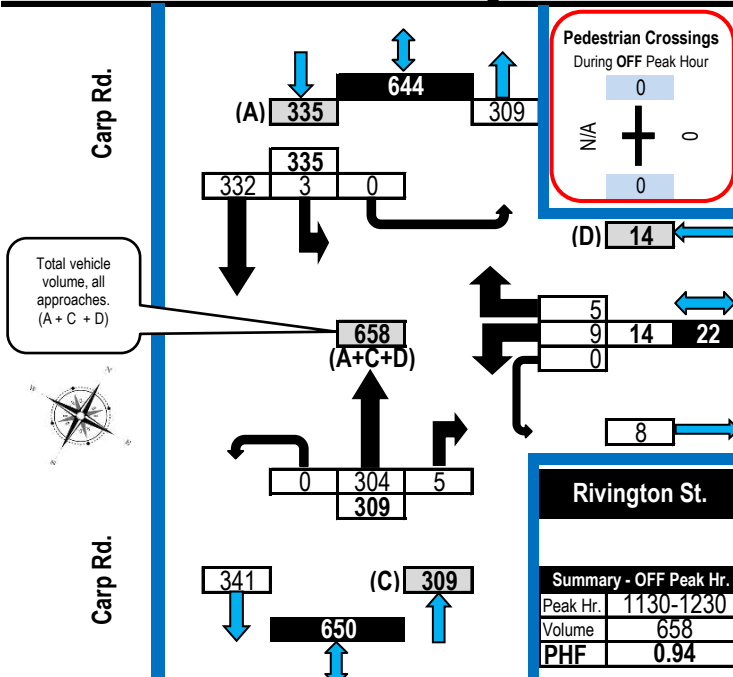 Carp Rd.
644
(A) 335
309
Pedestrian Crossings
During OFF Peak Hour
0
N/A
0
0
335
332 3 0
(D) 14
Total vehicle
volume, all
approaches.
(A + C + D)
658
(A+C+D)
5
9 14 22
0
8
0 304 5
309
Rivington St.
Carp Rd.
341
(C) 309
650
Summary - OFF Peak Hr.
Peak Hr. 1130-1230
Volume 658
PHF 0.94